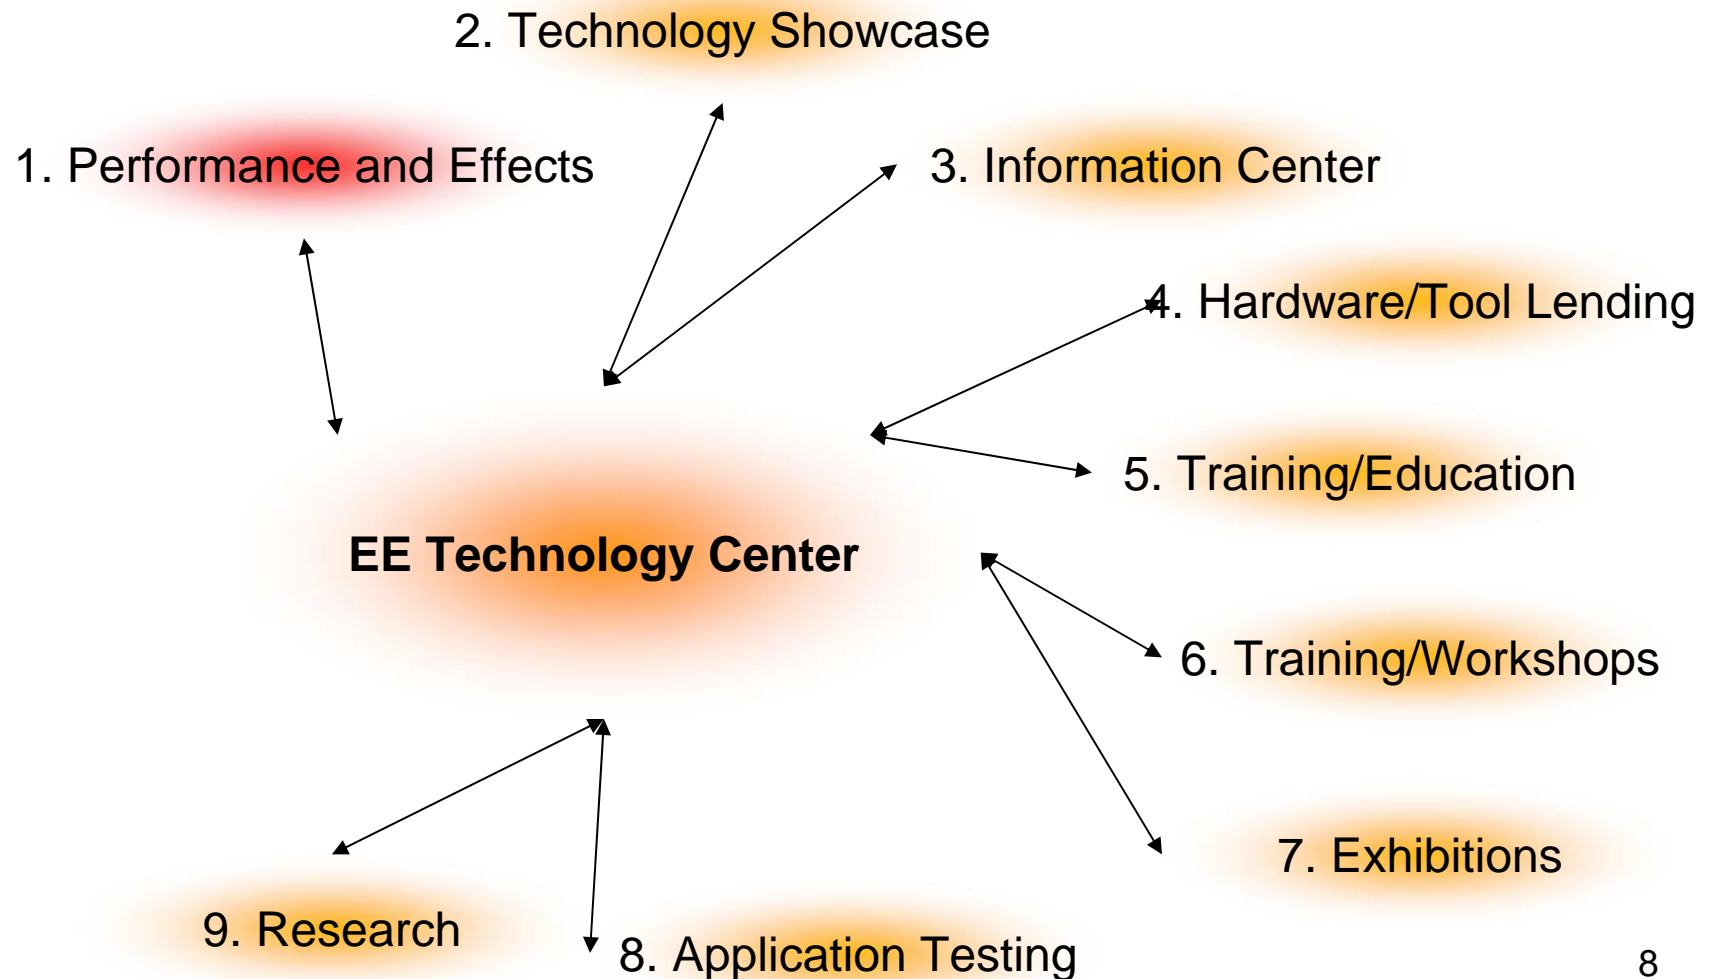 2. Technology Showcase
1. Performance and Effects
3. Information Center
4. Hardware/Tool Lending
5. Training/Education
EE Technology Center
6. Training/Workshops
7. Exhibitions
9. Research
8. Application Testing
8